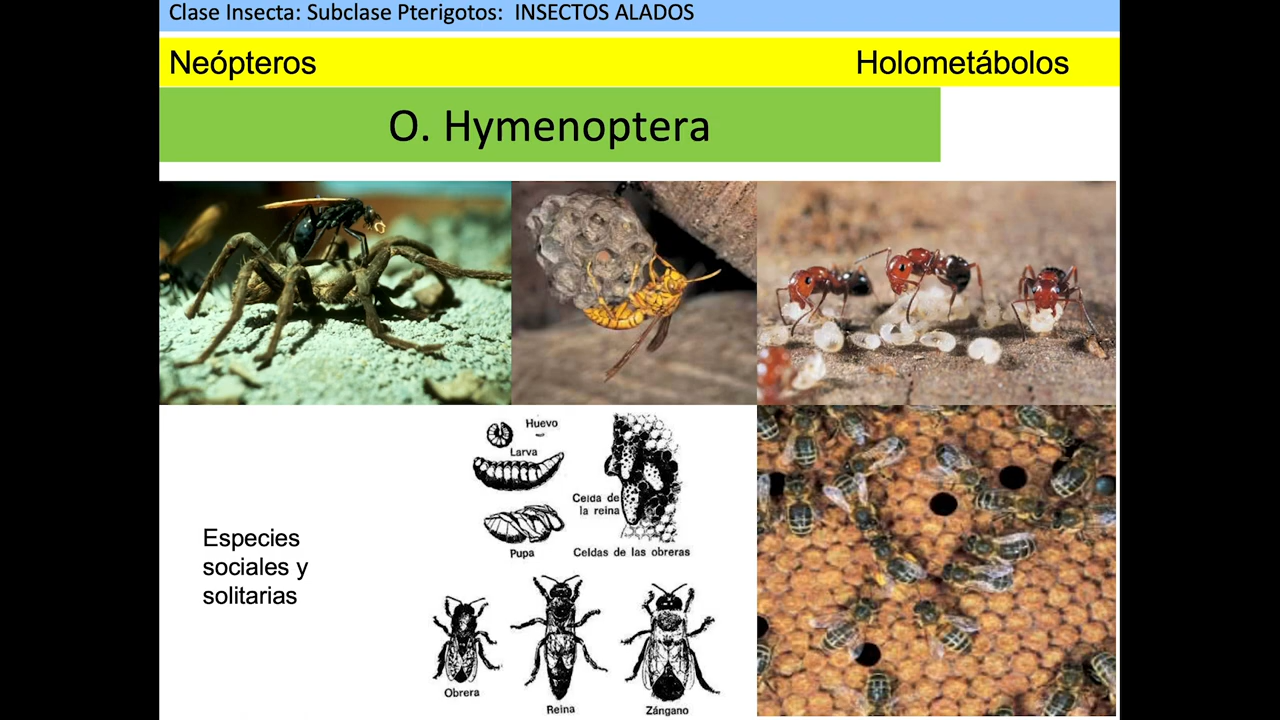 Clase Insecta: Subclase Pterigotos:  INSECTOS ALADOS
Neópteros
Holometábolos
O. Hymenoptera
Especies
sociales y
solitarias
Huevo
Larva
Celda de
la reina
Pupa
Celdas de las obreras
Obrera
Reina
Zángano